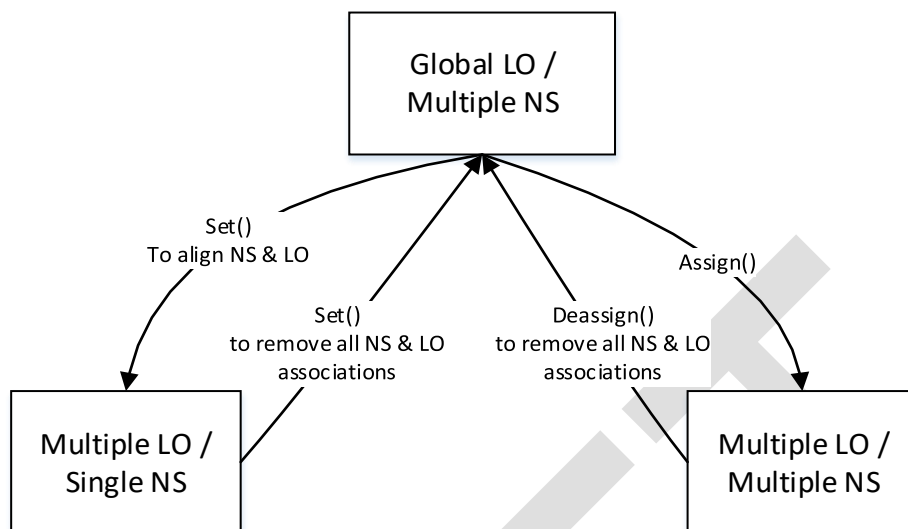 Global LO /
Multiple NS
Set()
To align NS & LO
Assign()
Set()
to remove all NS & LO
associations
Deassign()
to remove all NS & LO
associations
Multiple LO /
Single NS
Multiple LO /
Multiple NS